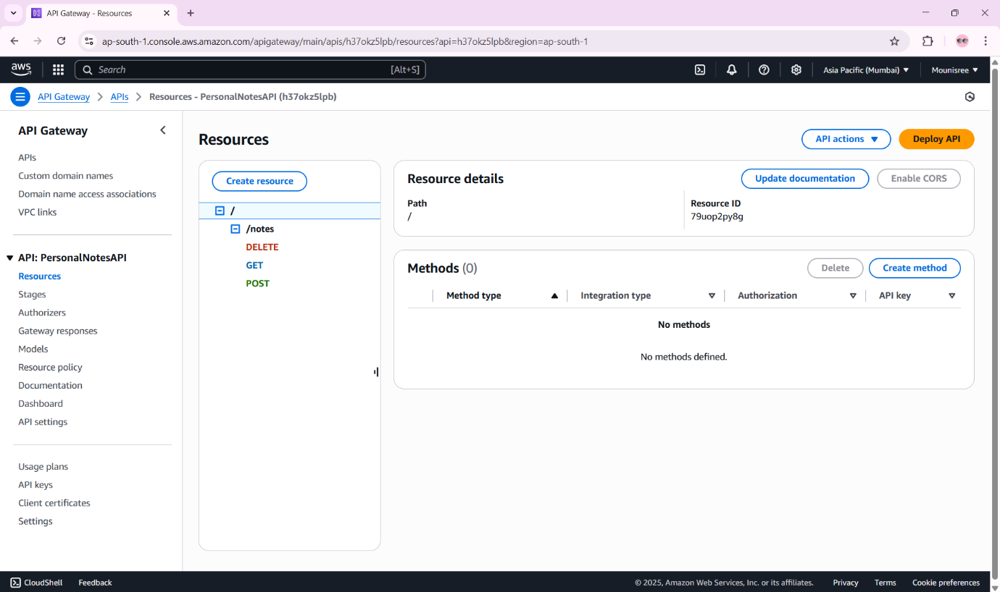 API Gateway - Resources
ap-south-1.console.aws.amazon.com/apigateway/main/apis/h37okz5lpb/resources?api=h37okz5lpb&region=ap-south-1
aws
Search [Alt+S]
Asia Pacific (Mumbai)
Mounisree
API Gateway
APIs
Resources - PersonalNotesAPI (h37okz5lpb)
API Gateway
APIs
Custom domain names
Domain name access associations
VPC links
API: PersonalNotesAPI
Resources
Stages
Authorizers
Gateway responses
Models
Resource policy
Documentation
Dashboard
API settings
Usage plans
API keys
Client certificates
Settings
Resources
API actions
Deploy API
Create resource
/
/notes
DELETE
GET
POST
Resource details
Update documentation
Enable CORS
Path
/
Resource ID
79uop2py8g
Methods (0)
Delete
Create method
Method type
Integration type
Authorization
API key
No methods
No methods defined.
CloudShell
Feedback
© 2025, Amazon Web Services, Inc. or its affiliates.
Privacy
Terms
Cookie preferences